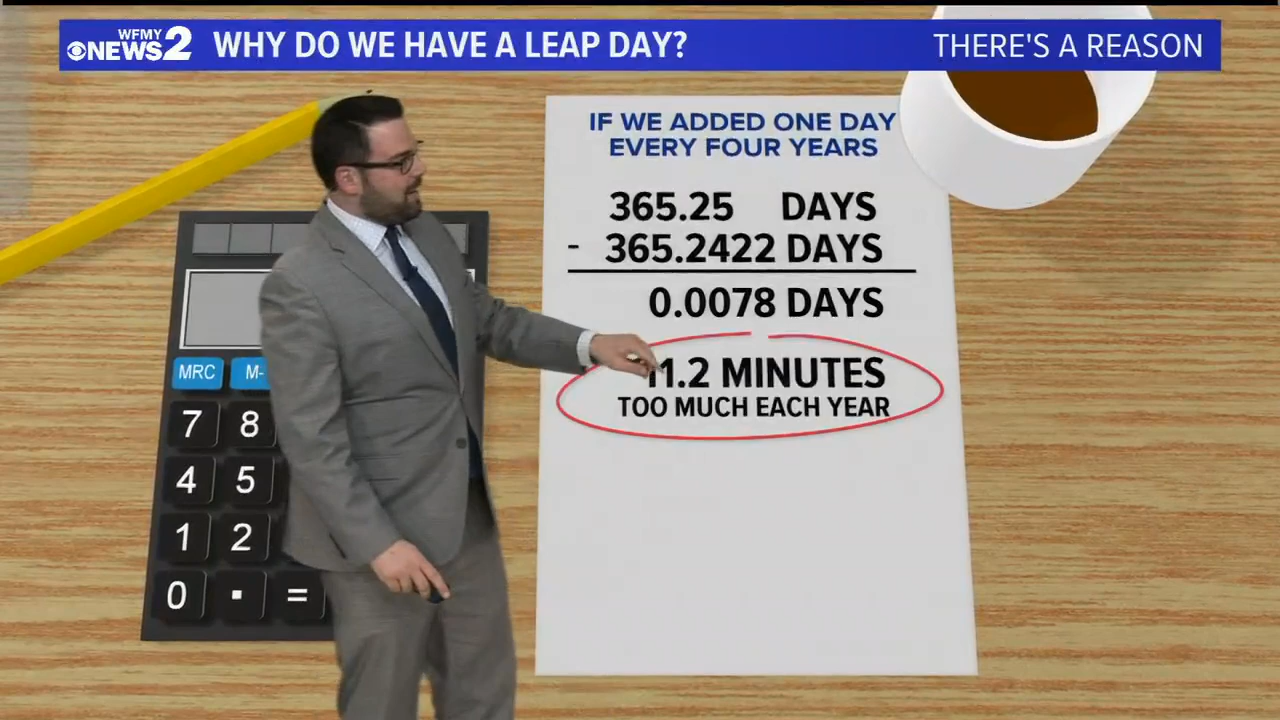 WFMY
NEWS 2
WHY DO WE HAVE A LEAP DAY?
THERE'S A REASON
IF WE ADDED ONE DAY
EVERY FOUR YEARS
365.25 DAYS
- 365.2422 DAYS
0.0078 DAYS
11.2 MINUTES
TOO MUCH EACH YEAR
MRC M-
7 8
4 5
1 2
0 . =